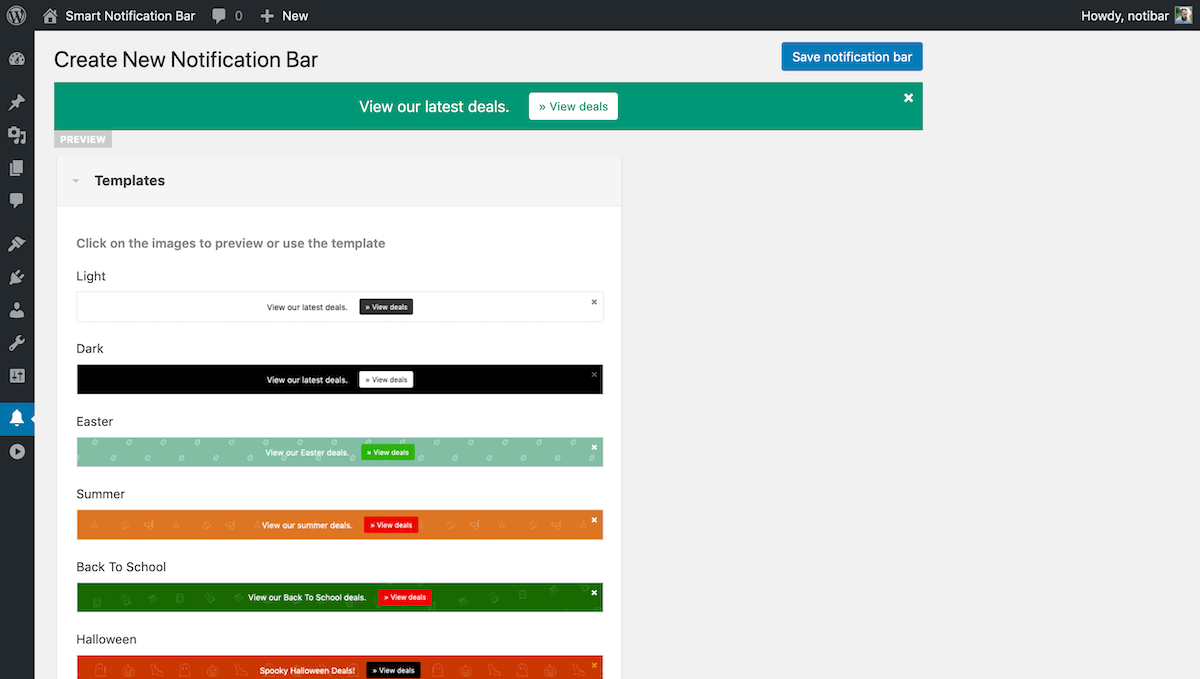 Smart Notification Bar 0 New Howdy, notibar
Create New Notification Bar Save notification bar
View our latest deals. » View deals
PREVIEW
Templates
Click on the images to preview or use the template
Light
View our latest deals. » View deals
Dark
View our latest deals. » View deals
Easter
View our Easter deals. » View deals
Summer
View our summer deals. » View deals
Back To School
View our Back To School deals. » View deals
Halloween
Spooky Halloween Deals! » View deals